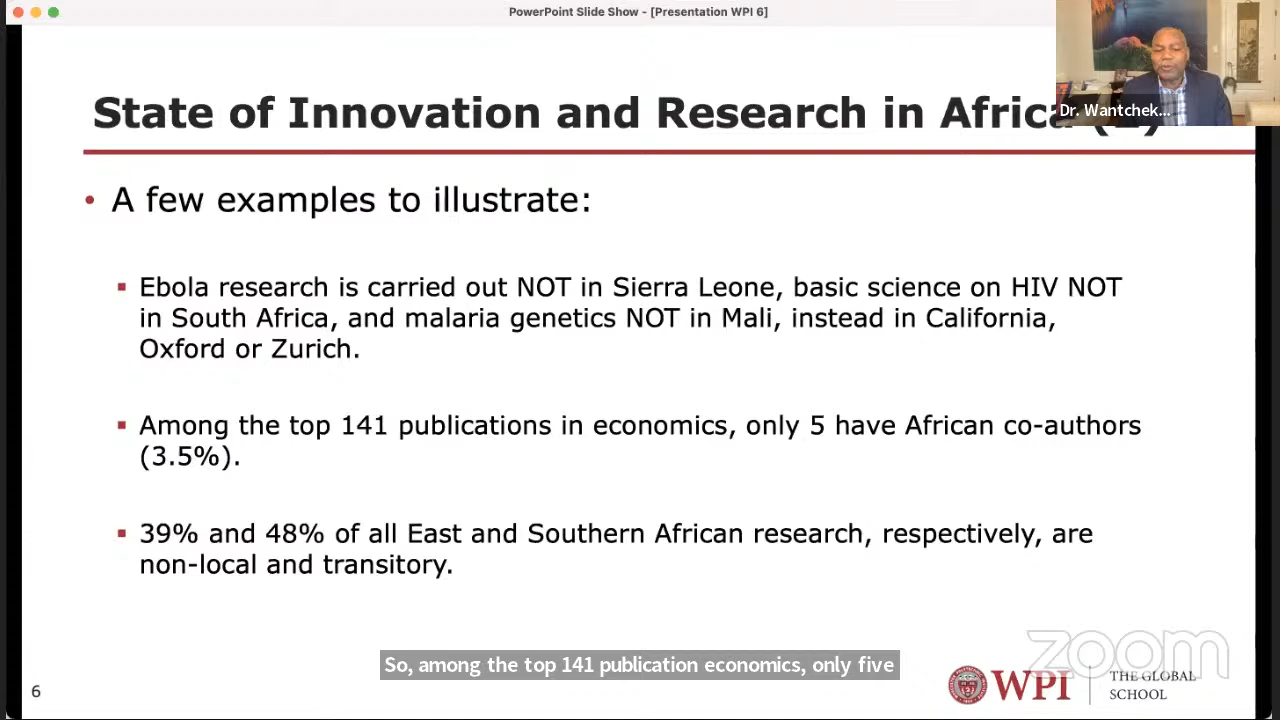 PowerPoint Slide Show - [Presentation WPI 6]
Dr. Wantchek...
State of Innovation and Research in Africa
• A few examples to illustrate:
▪ Ebola research is carried out NOT in Sierra Leone, basic science on HIV NOT
in South Africa, and malaria genetics NOT in Mali, instead in California,
Oxford or Zurich.
▪ Among the top 141 publications in economics, only 5 have African co-authors
(3.5%).
▪ 39% and 48% of all East and Southern African research, respectively, are
non-local and transitory.
So, among the top 141 publication economics, only five
zoom
6
WPI
THE GLOBAL
SCHOOL